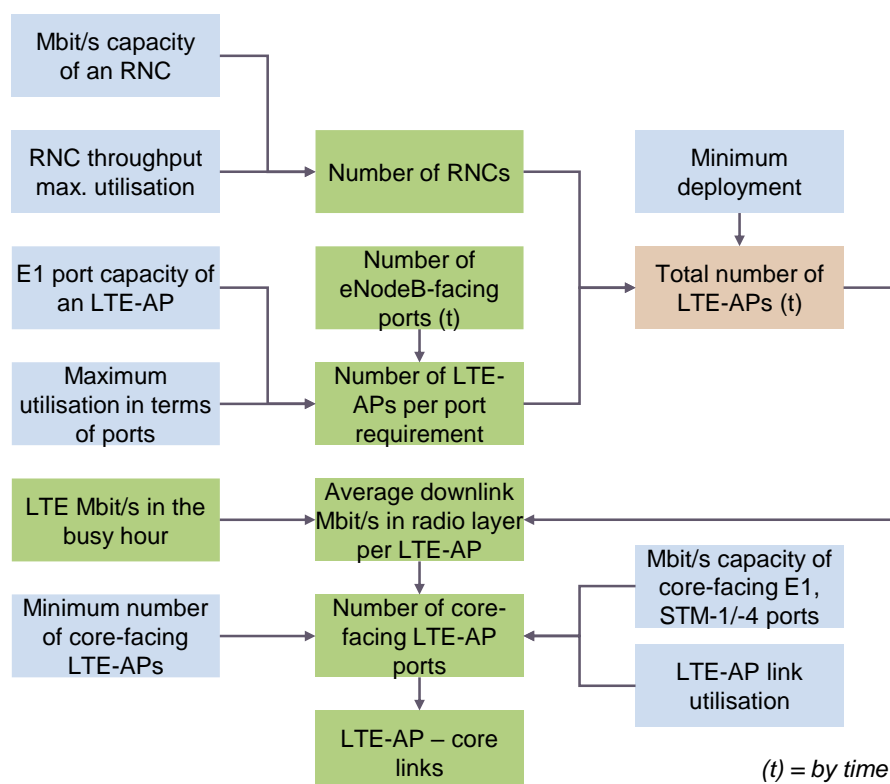 Mbit/s capacity
of an RNC
RNC throughput
max. utilisation
Number of RNCs
Minimum
deployment
E1 port capacity of
an LTE-AP
Number of
eNodeB-facing
ports (t)
Total number of
LTE-APs (t)
Maximum
utilisation in terms
of ports
Number of LTE-
APs per port
requirement
LTE Mbit/s in the
busy hour
Average downlink
Mbit/s in radio layer
per LTE-AP
Mbit/s capacity of
core-facing E1,
STM-1/-4 ports
Minimum number
of core-facing
LTE-APs
Number of core-
facing LTE-AP
ports
LTE-AP link
utilisation
LTE-AP – core
links
(t) = by time